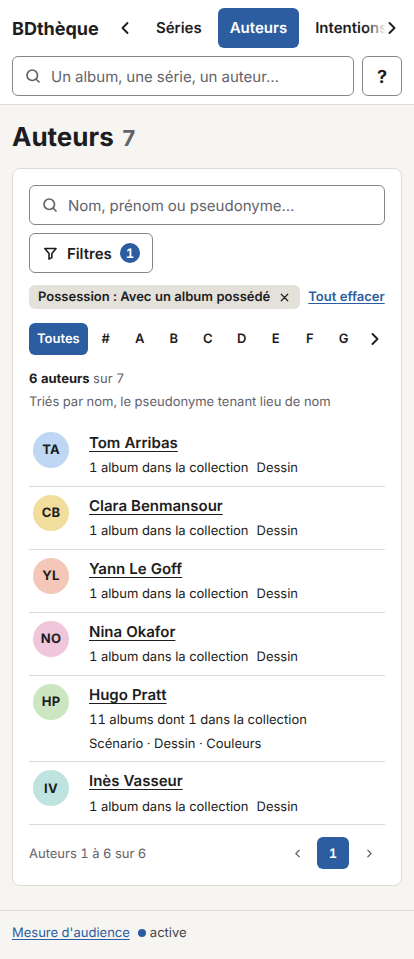 BDthèque
Séries
Auteurs
Intentions
Un album, une série, un auteur...
?
Auteurs 7
Nom, prénom ou pseudonyme...
Filtres 1
Possession : Avec un album possédé
Tout effacer
Toutes # A B C D E F G
6 auteurs sur 7
Triés par nom, le pseudonyme tenant lieu de nom
TA
Tom Arribas
1 album dans la collection Dessin
CB
Clara Benmansour
1 album dans la collection Dessin
YL
Yann Le Goff
1 album dans la collection Dessin
NO
Nina Okafor
1 album dans la collection Dessin
HP
Hugo Pratt
11 albums dont 1 dans la collection
Scénario · Dessin · Couleurs
IV
Inès Vasseur
1 album dans la collection Dessin
Auteurs 1 à 6 sur 6
1
Mesure d'audience
active